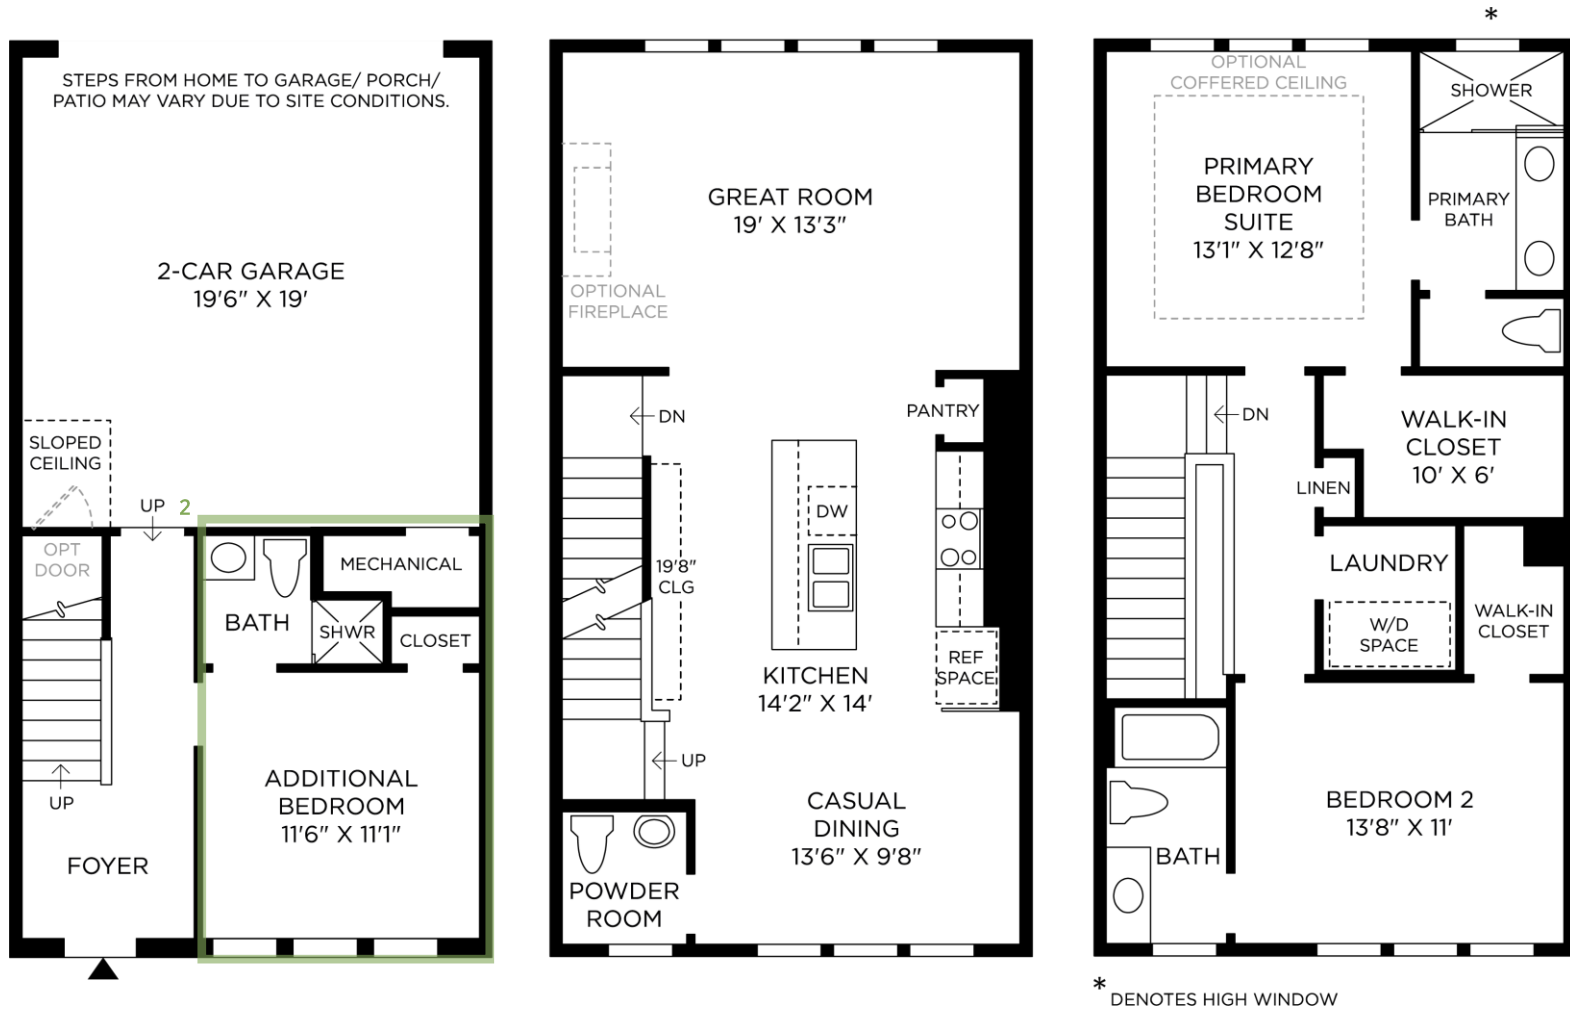 STEPS FROM HOME TO GARAGE/ PORCH/
PATIO MAY VARY DUE TO SITE CONDITIONS.
2-CAR GARAGE
19'6" X 19'
SLOPED
CEILING
UP
2
OPT
DOOR
MECHANICAL
BATH
SHWR
CLOSET
ADDITIONAL
BEDROOM
11'6" X 11'1"
UP
FOYER
GREAT ROOM
19' X 13'3"
OPTIONAL
FIREPLACE
DN
PANTRY
DW
19'8"
CLG
REF
SPACE
KITCHEN
14'2" X 14'
UP
CASUAL
DINING
13'6" X 9'8"
POWDER
ROOM
*
OPTIONAL
COFFERED CEILING
SHOWER
PRIMARY
BEDROOM
SUITE
13'1" X 12'8"
PRIMARY
BATH
DN
WALK-IN
CLOSET
10' X 6'
LINEN
LAUNDRY
W/D
SPACE
WALK-IN
CLOSET
BEDROOM 2
13'8" X 11'
BATH
* DENOTES HIGH WINDOW